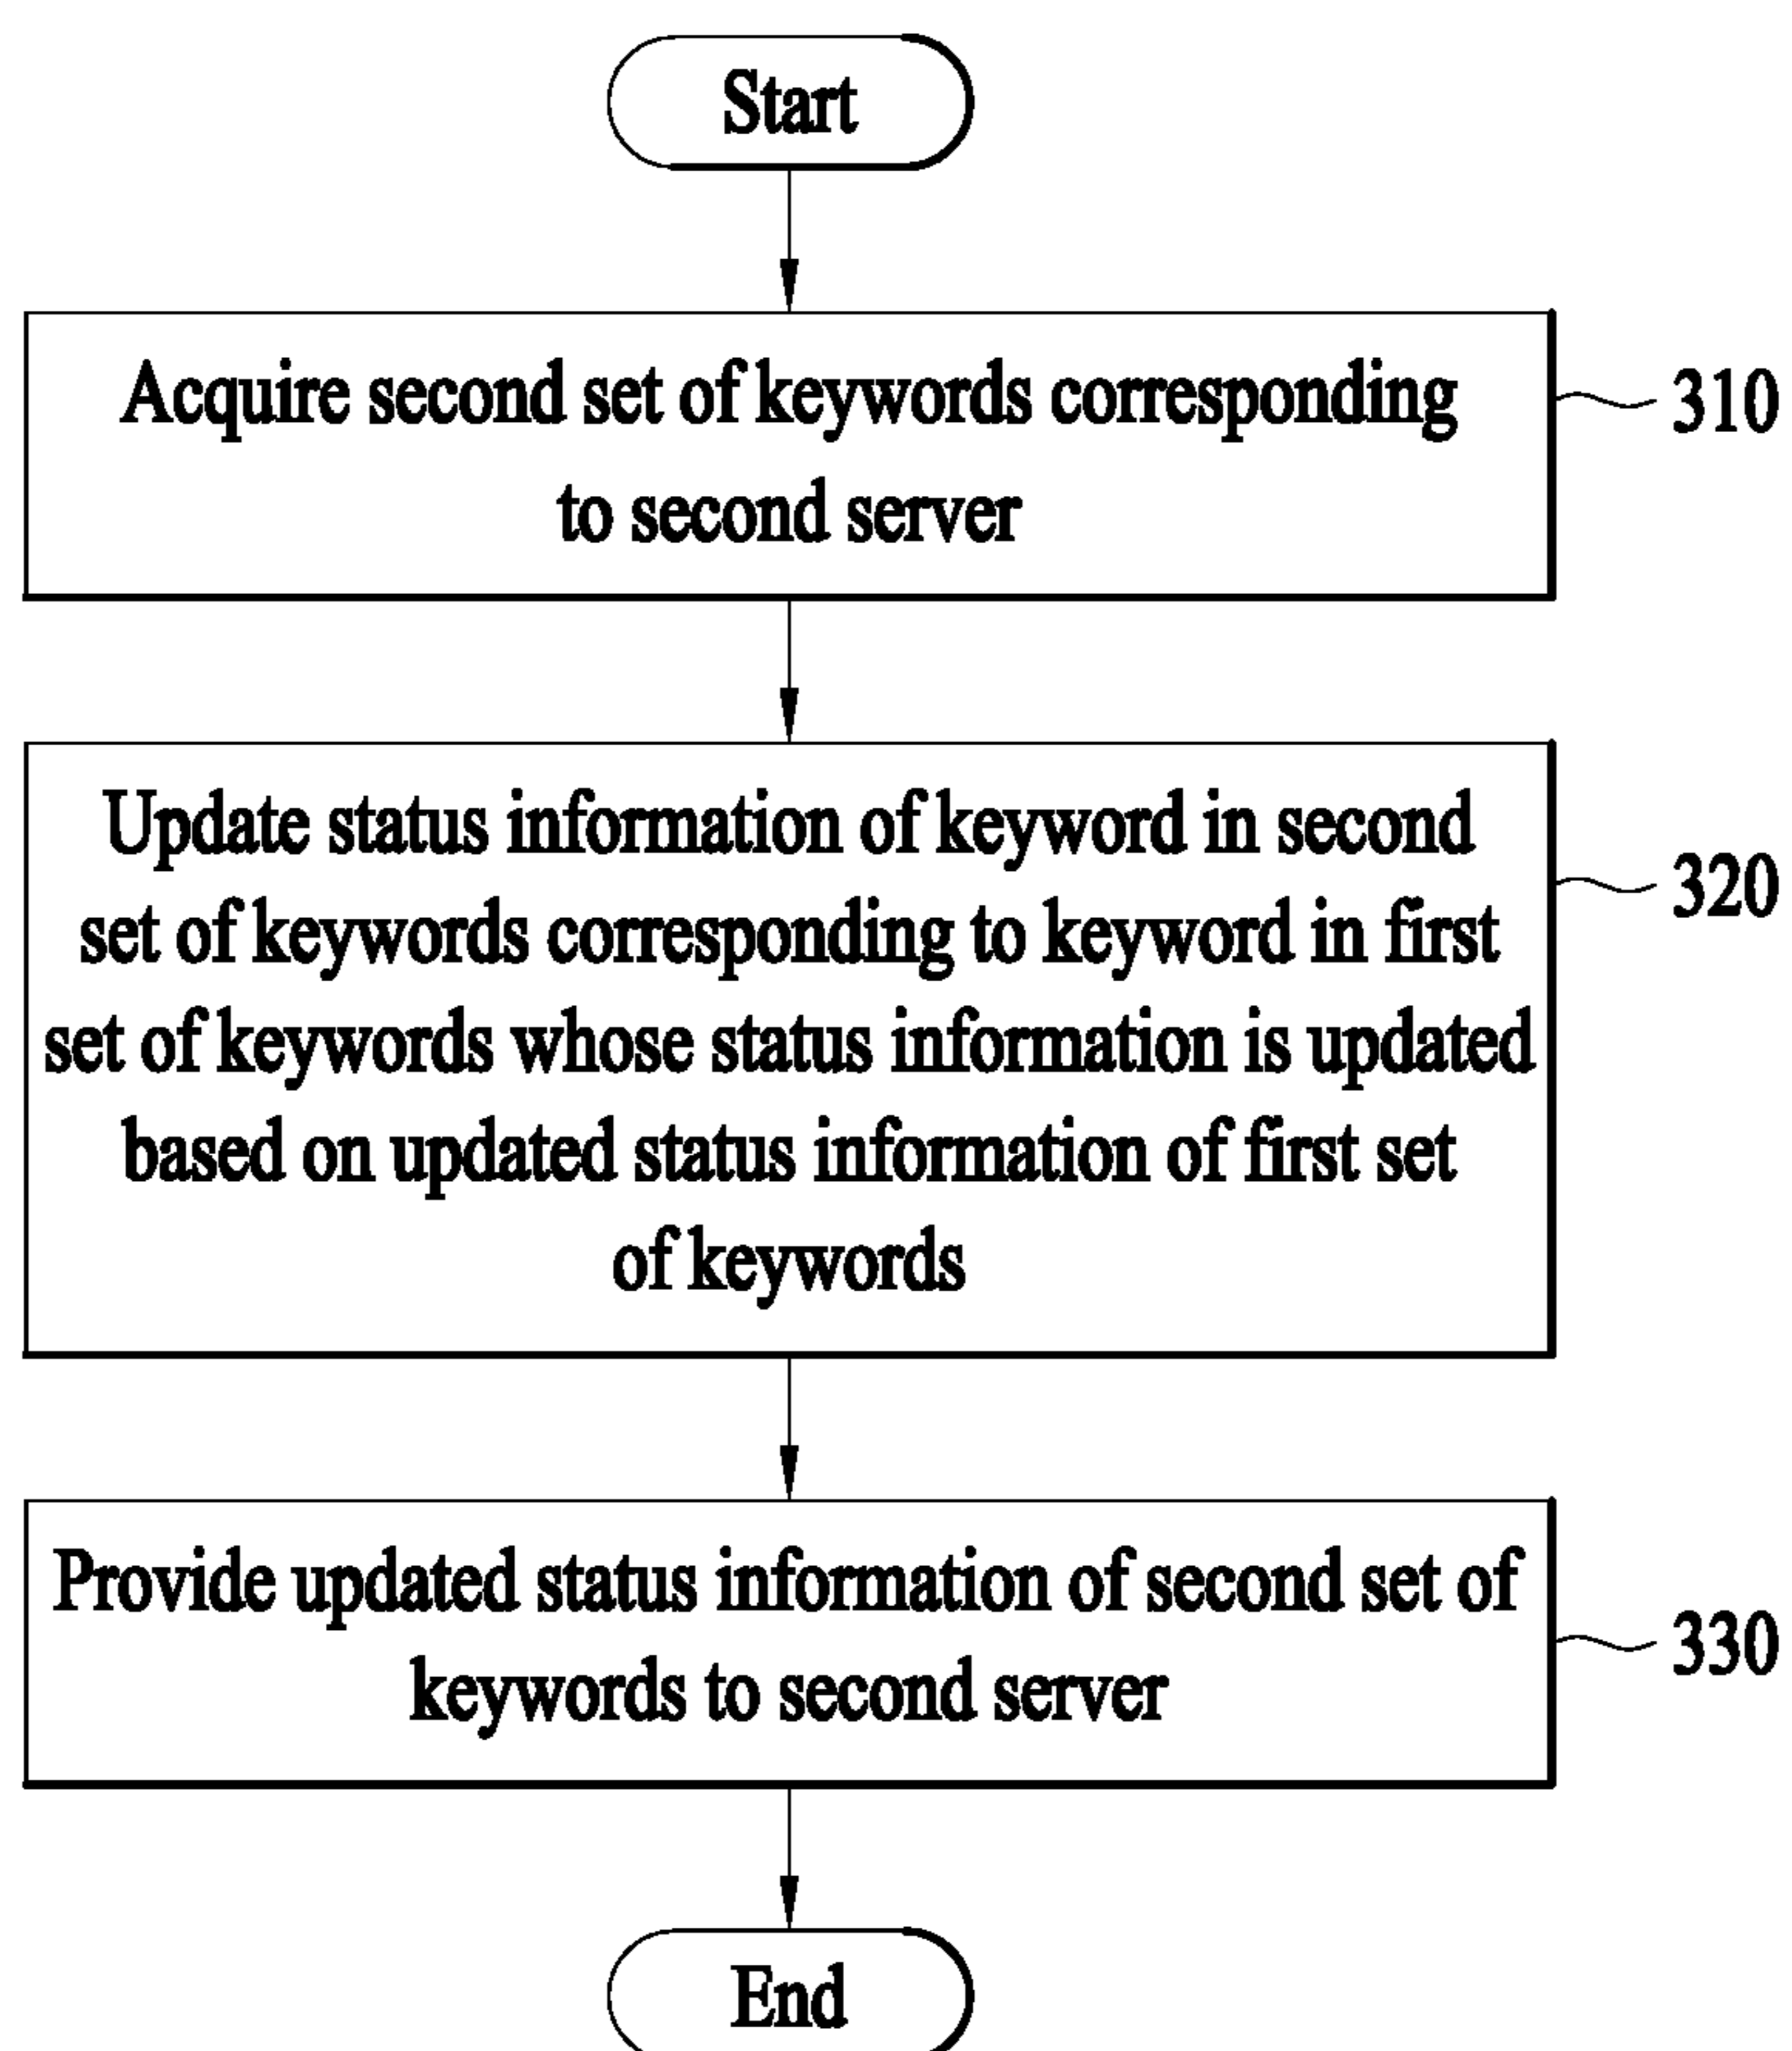 Start
Acquire second set of keywords corresponding
to second server
310
Update status information of keyword in second
set of keywords corresponding to keyword in first
set of keywords whose status information is updated
based on updated status information of first set
of keywords
320
Provide updated status information of second set of
keywords to second server
330
End